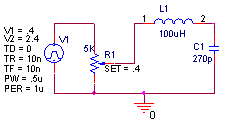 L1
1
2
100uH
V1 = .4
V2 = 2.4
TD = 0
TR = 10n
TF = 10n
PW = .5u
PER = 1u
V1
5K
R1
SET = .4
C1
270p
0